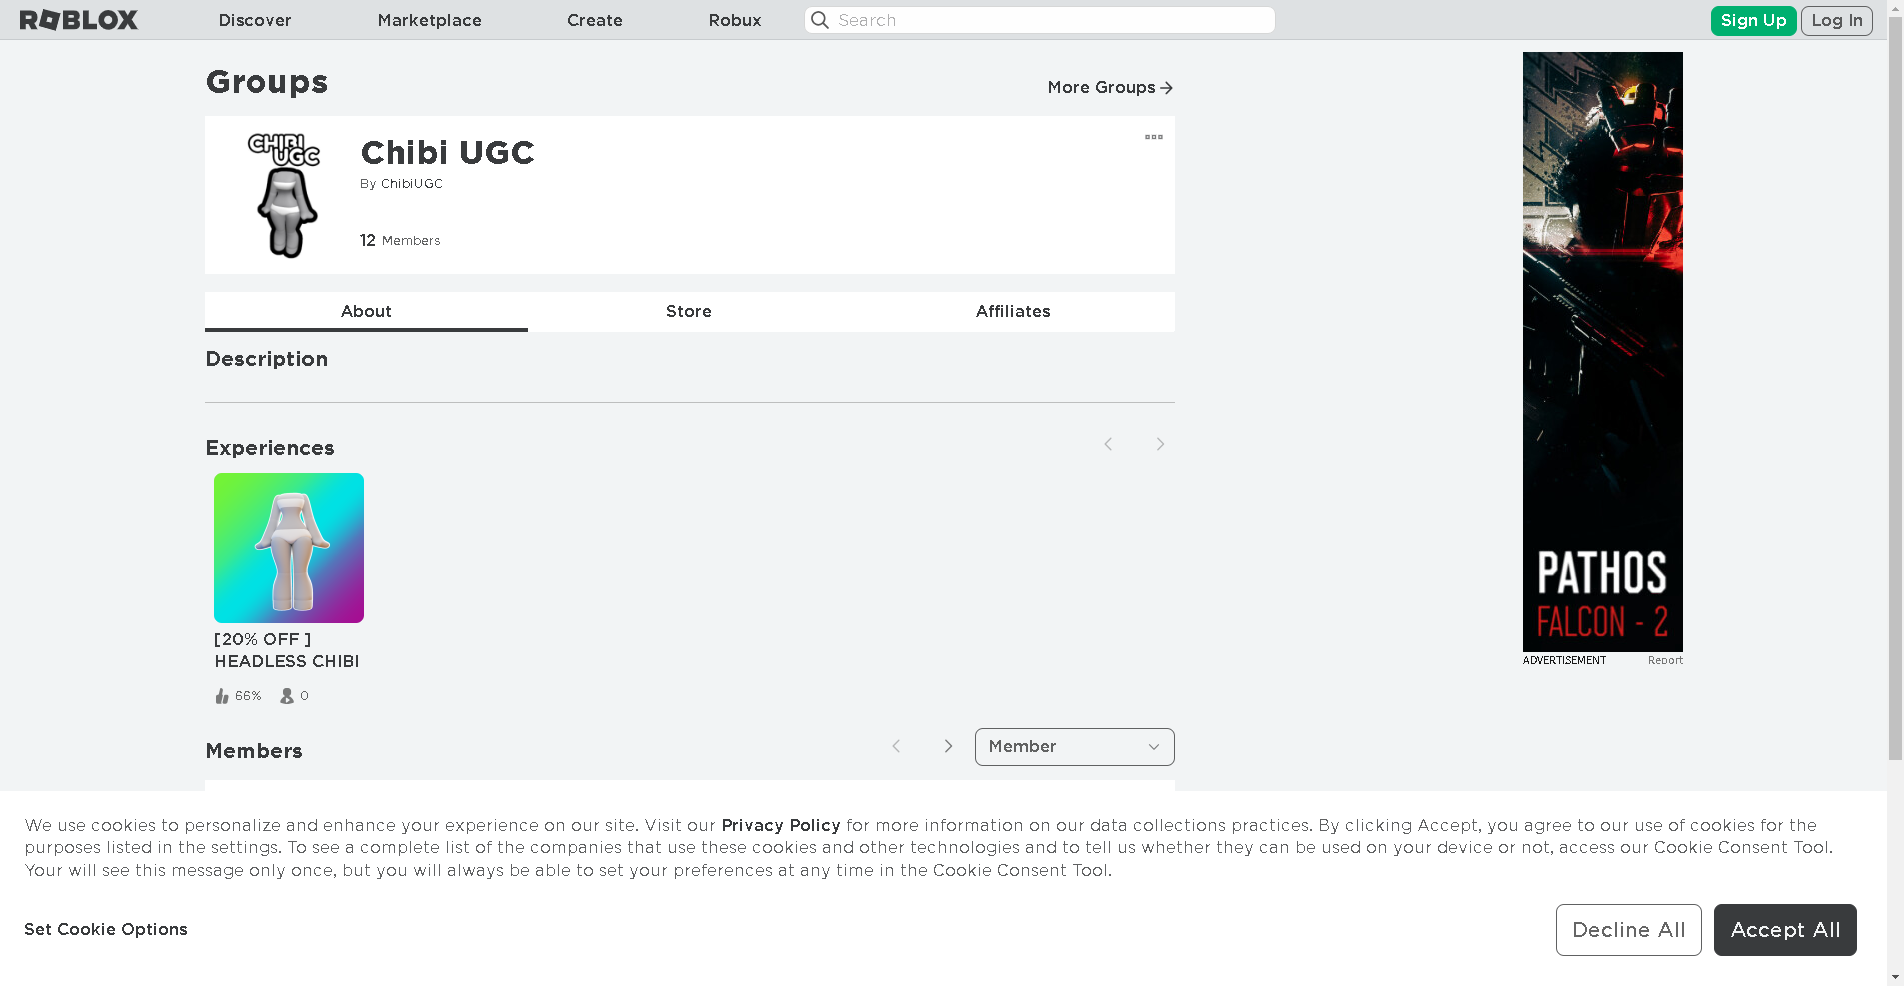 ROBLOX
Discover
Marketplace
Create
Robux
Search
Sign Up
Log In
Groups
More Groups
CHIBI
UGC
Chibi UGC
By ChibiUGC
12 Members
About
Store
Affiliates
Description
Experiences
[20% OFF ]
HEADLESS CHIBI
66%
0
PATHOS
FALCON - 2
ADVERTISEMENT
Report
Members
Member
We use cookies to personalize and enhance your experience on our site. Visit our Privacy Policy for more information on our data collections practices. By clicking Accept, you agree to our use of cookies for the
purposes listed in the settings. To see a complete list of the companies that use these cookies and other technologies and to tell us whether they can be used on your device or not, access our Cookie Consent Tool.
Your will see this message only once, but you will always be able to set your preferences at any time in the Cookie Consent Tool.
Set Cookie Options
Decline All
Accept All